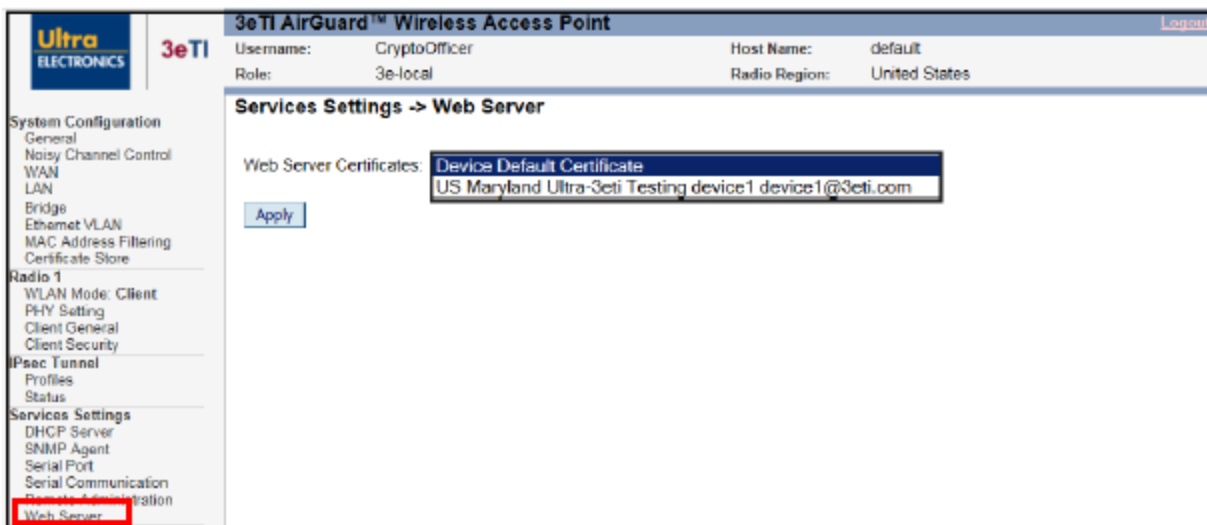 Ultra
ELECTRONICS
3eTI
3eTI AirGuard™ Wireless Access Point
Logout
Username: CryptoOfficer Host Name: default
Role: 3e-local Radio Region: United States
System Configuration
General
Noisy Channel Control
WAN
LAN
Bridge
Ethernet VLAN
MAC Address Filtering
Certificate Store
Radio 1
WLAN Mode: Client
PHY Setting
Client General
Client Security
IPsec Tunnel
Profiles
Status
Services Settings
DHCP Server
SNMP Agent
Serial Port
Serial Communication
Remote Administration
Web Server
Services Settings -> Web Server
Web Server Certificates: Device Default Certificate
US Maryland Ultra-3eti Testing device1 device1@3eti.com
Apply